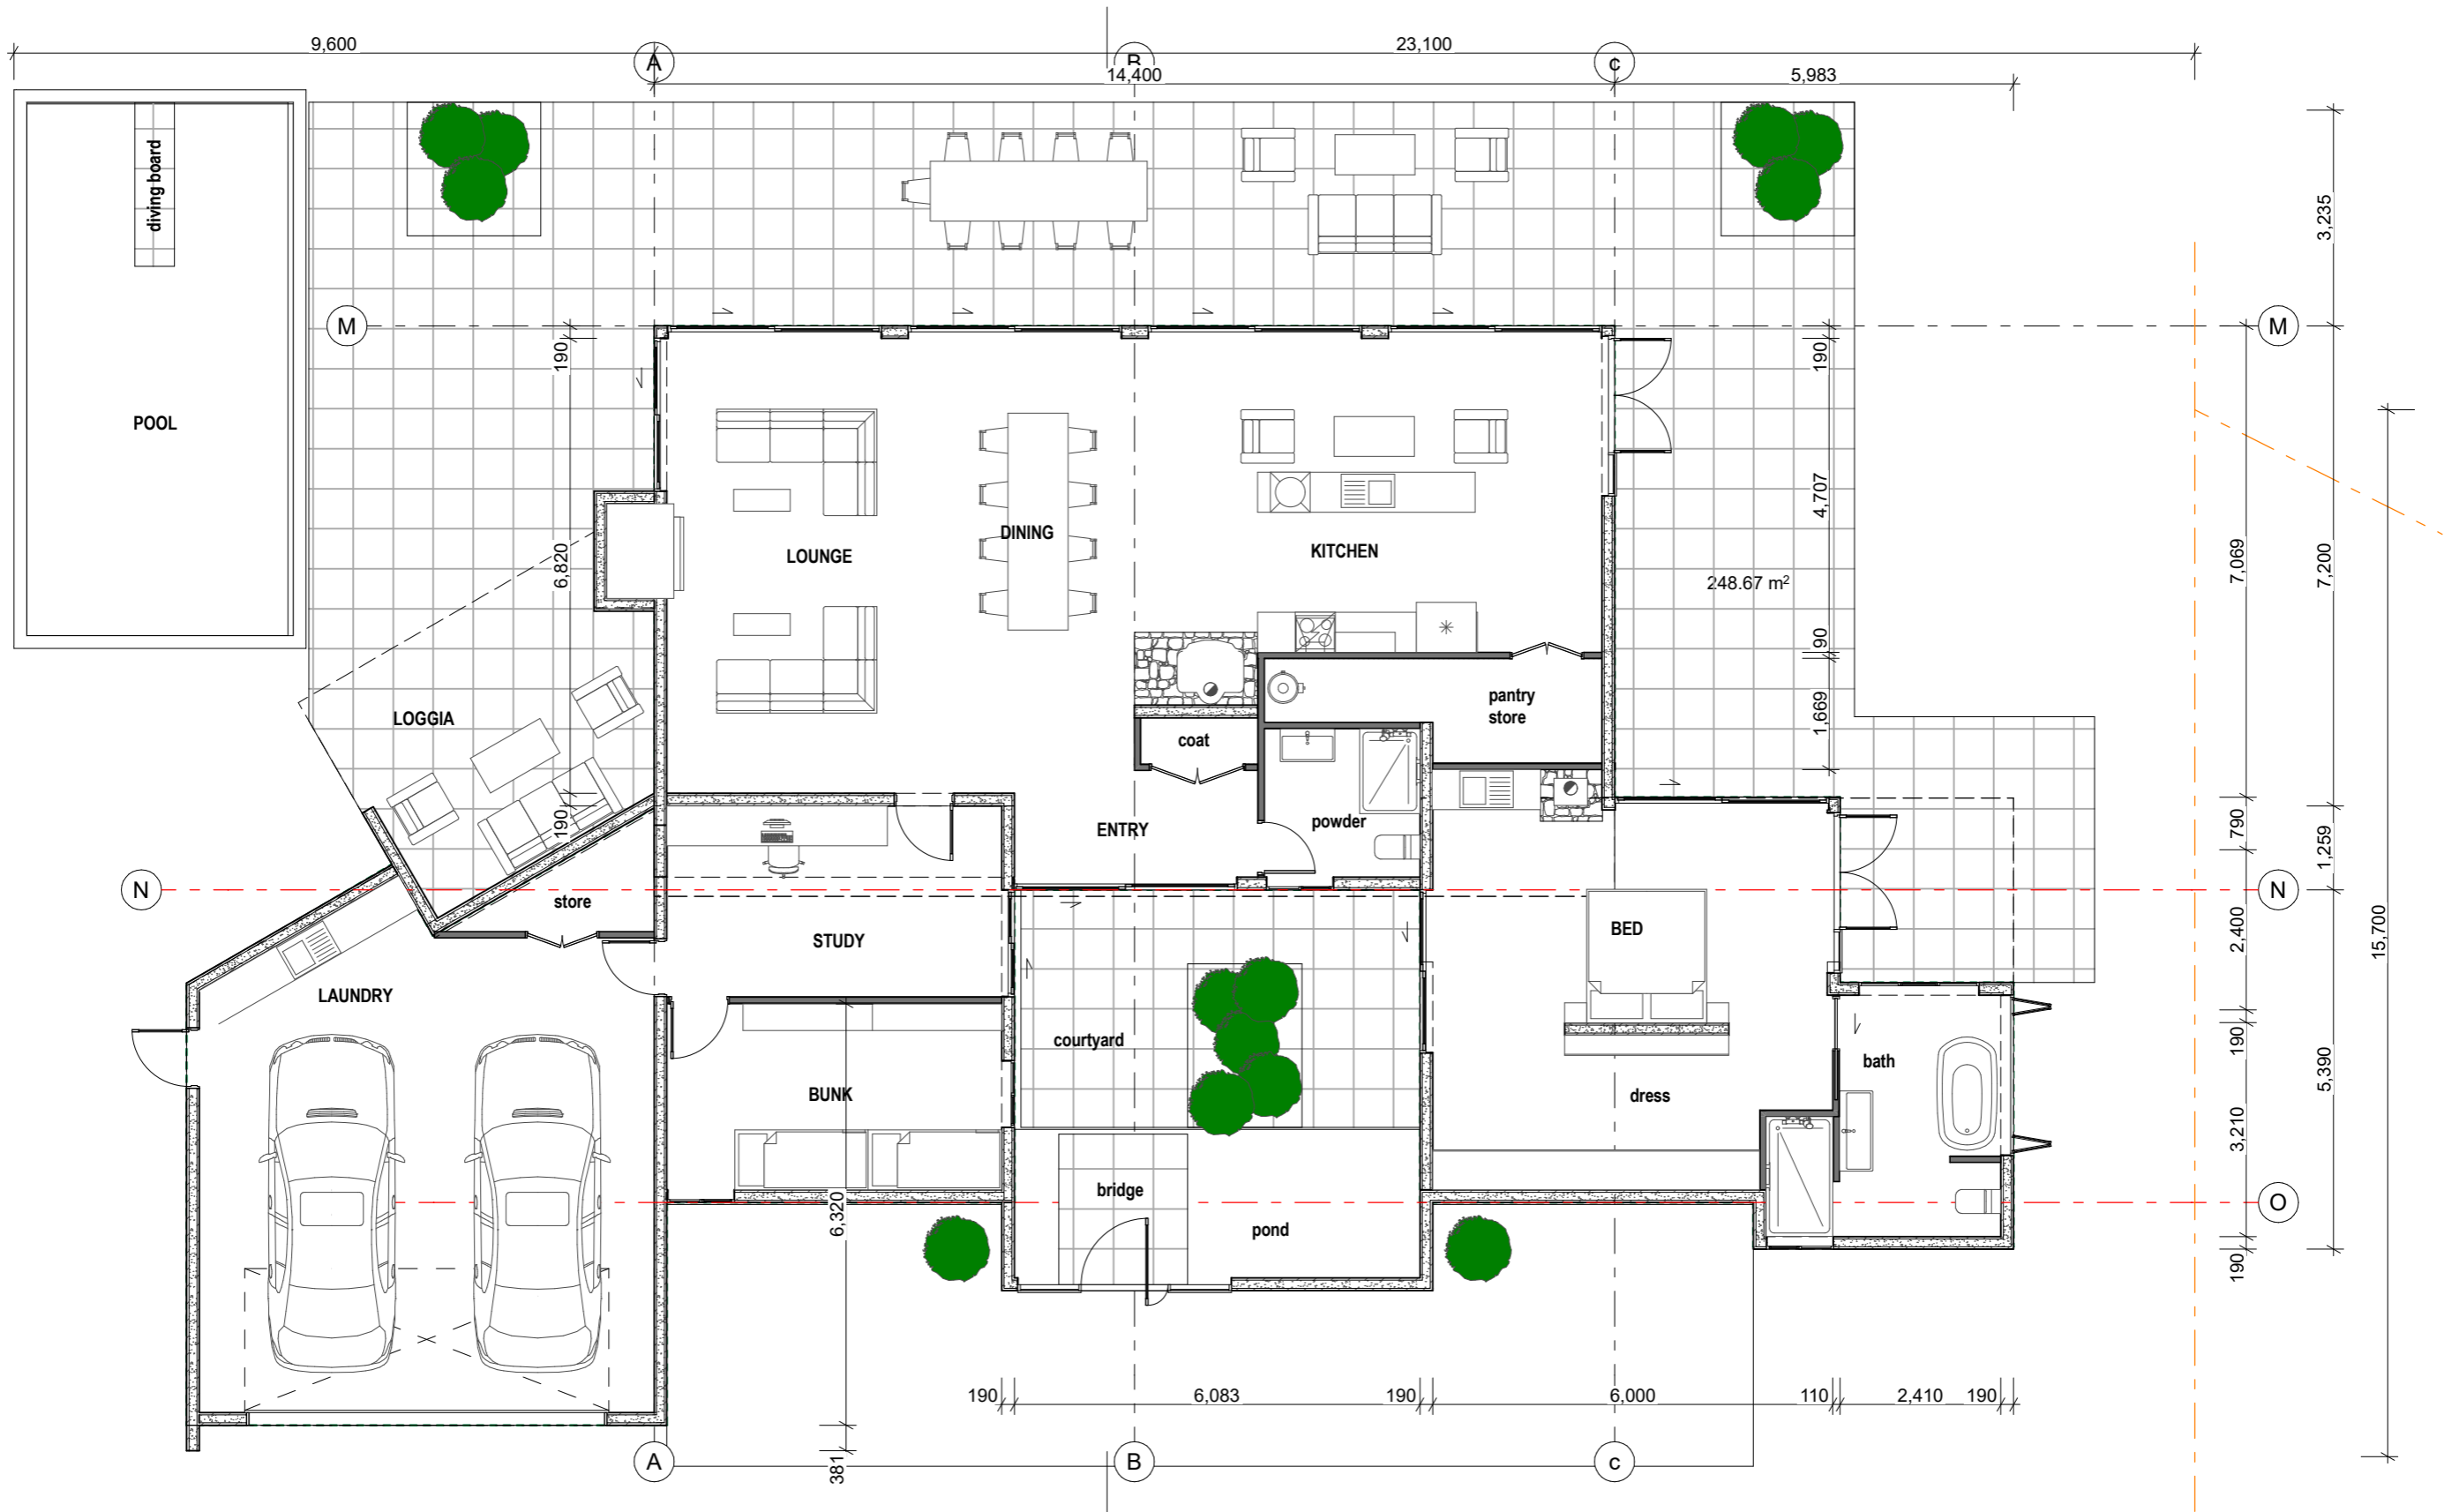 9,600
23,100
A
B
c
14,400
5,983
diving board
3,235
M
M
190
190
POOL
4,707
DINING
LOUNGE
KITCHEN
6,820
248.67 m²
7,069
7,200
90
pantry
store
1,669
LOGGIA
coat
190
ENTRY
powder
790
1,259
N
N
store
STUDY
BED
2,400
15,700
LAUNDRY
courtyard
190
bath
5,390
BUNK
dress
3,210
bridge
O
6,320
pond
190
190
6,083
190
6,000
110
2,410
190
381
A
B
c